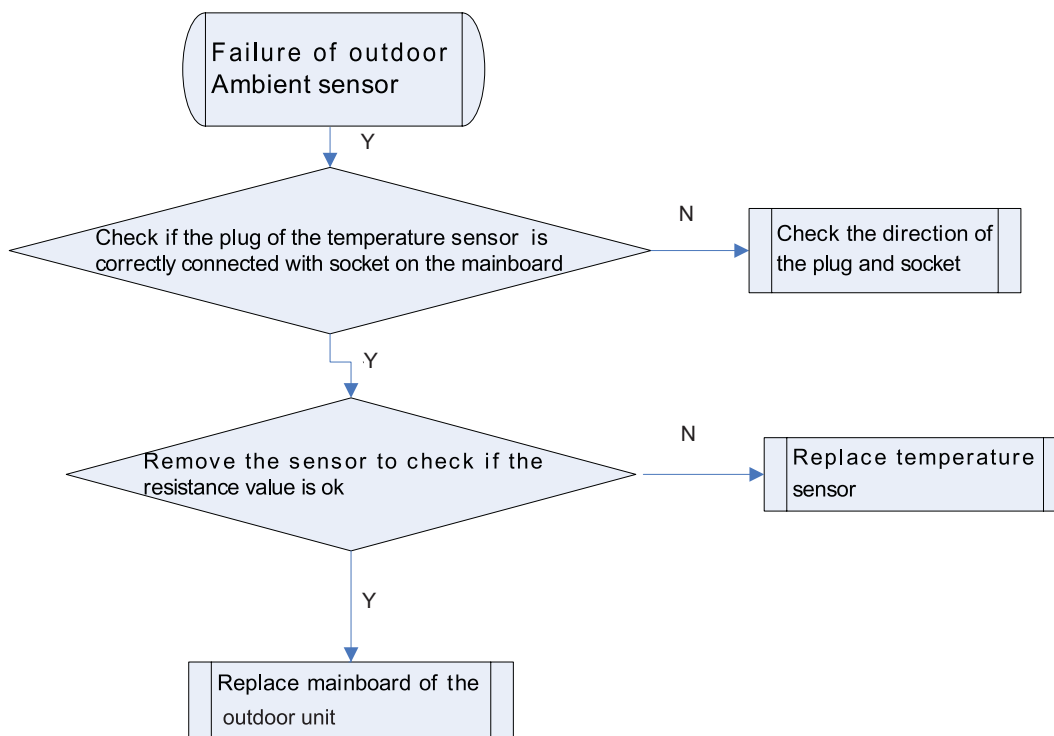 Failure of outdoor
Ambient sensor
Y
Check if the plug of the temperature sensor is
correctly connected with socket on the mainboard
N
Check the direction of
the plug and socket
Y
Remove the sensor to check if the
resistance value is ok
N
Replace temperature
sensor
Y
Replace mainboard of the
outdoor unit